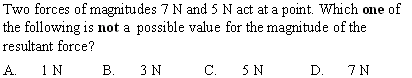 Two forces of magnitudes 7 N and 5 N act at a point. Which one of
the following is not a possible value for the magnitude of the
resultant force?
A. 1 N B. 3 N C. 5 N D. 7 N